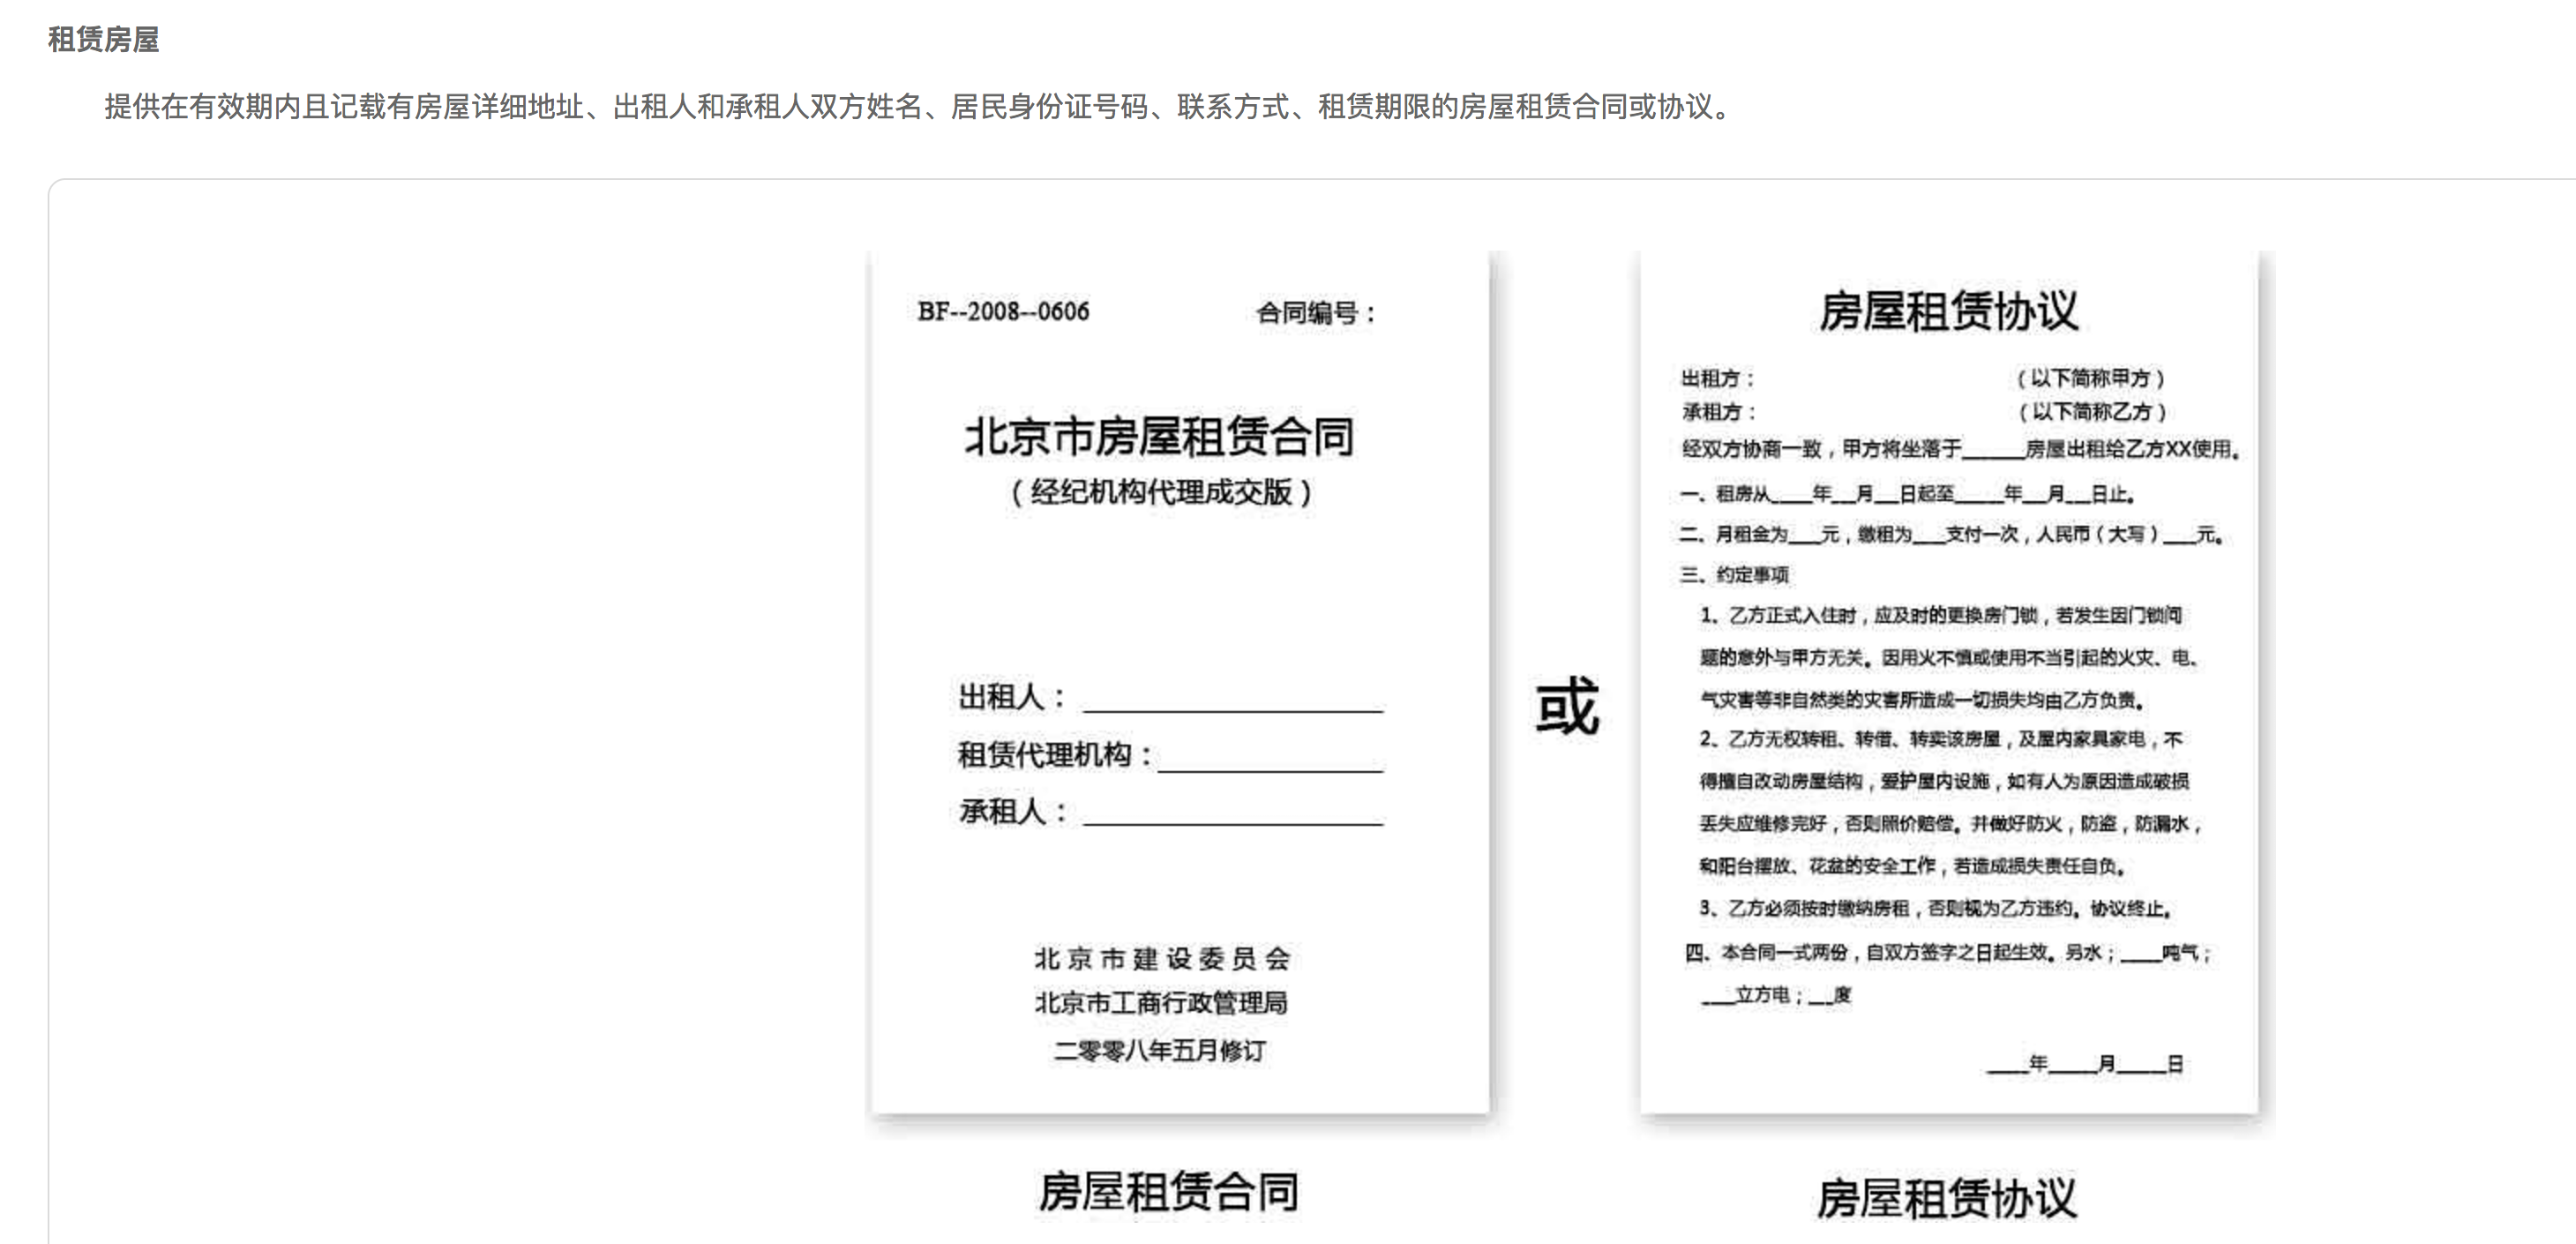 租赁房屋
提供在有效期内且记载有房屋详细地址、出租人和承租人双方姓名、居民身份证号码、联系方式、租赁期限的房屋租赁合同或协议。
BF--2008--0606 合同编号：
北京市房屋租赁合同
（经纪机构代理成交版）
出租人：
租赁代理机构：
承租人：
北京市建设委员会
北京市工商行政管理局
二零零八年五月修订
房屋租赁合同
或
房屋租赁协议
出租方： （以下简称甲方）
承租方： （以下简称乙方）
经双方协商一致，甲方将坐落于______房屋出租给乙方XX使用。
一、租房从____年__月__日起至____年__月__日止。
二、月租金为___元，缴租为___支付一次，人民币（大写）___元。
三、约定事项
1、乙方正式入住时，应及时的更换房门锁，若发生因门锁问
题的意外与甲方无关。因用火不慎或使用不当引起的火灾、电、
气灾害等非自然类的灾害所造成一切损失均由乙方负责。
2、乙方无权转租、转借、转卖该房屋，及屋内家具家电，不
得擅自改动房屋结构，爱护屋内设施，如有人为原因造成破损
丢失应维修完好，否则照价赔偿。并做好防火，防盗，防漏水，
和阳台摆放、花盆的安全工作，若造成损失责任自负。
3、乙方必须按时缴纳房租，否则视为乙方违约。协议终止。
四、本合同一式两份，自双方签字之日起生效。另水；____吨气；
___立方电；__度
____年____月____日
房屋租赁协议